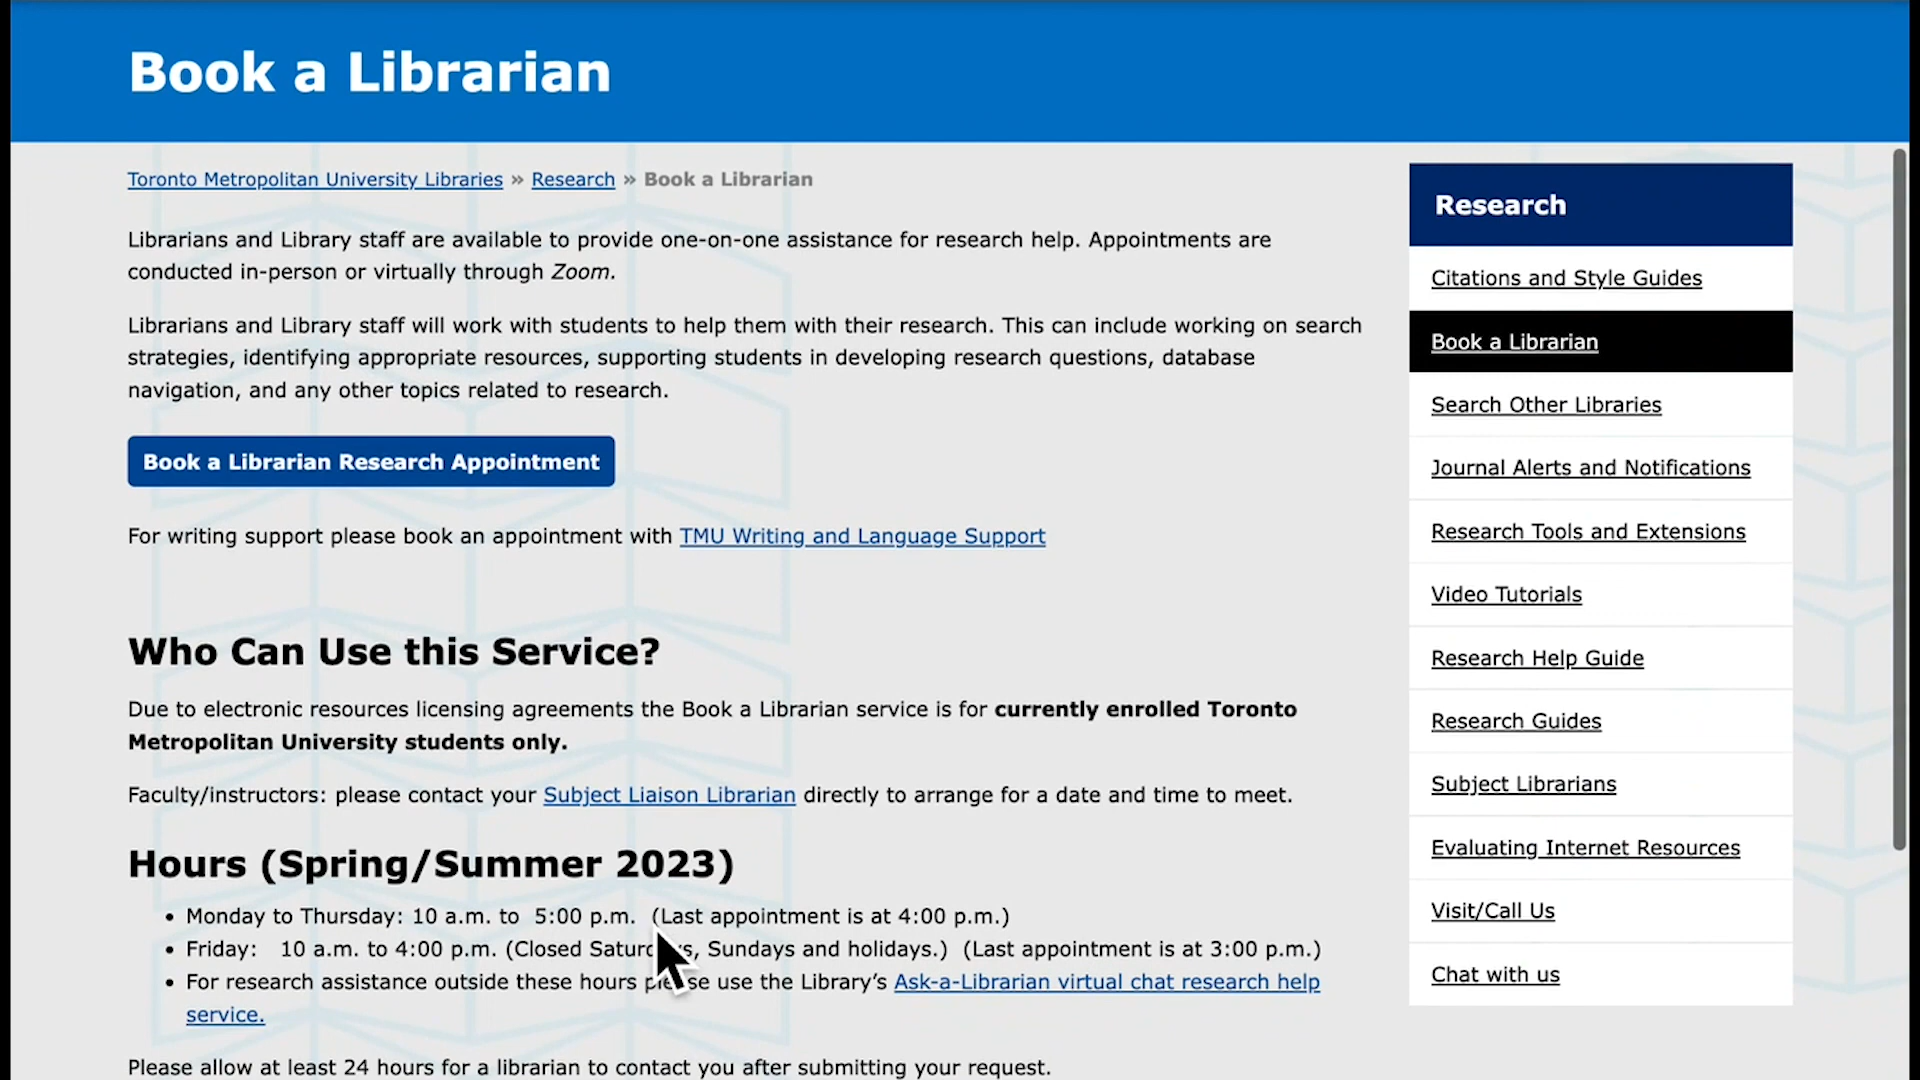 Book a Librarian
Toronto Metropolitan University Libraries » Research » Book a Librarian
Librarians and Library staff are available to provide one-on-one assistance for research help. Appointments are
conducted in-person or virtually through Zoom.
Librarians and Library staff will work with students to help them with their research. This can include working on search
strategies, identifying appropriate resources, supporting students in developing research questions, database
navigation, and any other topics related to research.
Book a Librarian Research Appointment
For writing support please book an appointment with TMU Writing and Language Support
Who Can Use this Service?
Due to electronic resources licensing agreements the Book a Librarian service is for currently enrolled Toronto
Metropolitan University students only.
Faculty/instructors: please contact your Subject Liaison Librarian directly to arrange for a date and time to meet.
Hours (Spring/Summer 2023)
• Monday to Thursday: 10 a.m. to 5:00 p.m. (Last appointment is at 4:00 p.m.)
• Friday: 10 a.m. to 4:00 p.m. (Closed Saturdays, Sundays and holidays.) (Last appointment is at 3:00 p.m.)
• For research assistance outside these hours please use the Library’s Ask-a-Librarian virtual chat research help
service.
Please allow at least 24 hours for a librarian to contact you after submitting your request.
Research
Citations and Style Guides
Book a Librarian
Search Other Libraries
Journal Alerts and Notifications
Research Tools and Extensions
Video Tutorials
Research Help Guide
Research Guides
Subject Librarians
Evaluating Internet Resources
Visit/Call Us
Chat with us